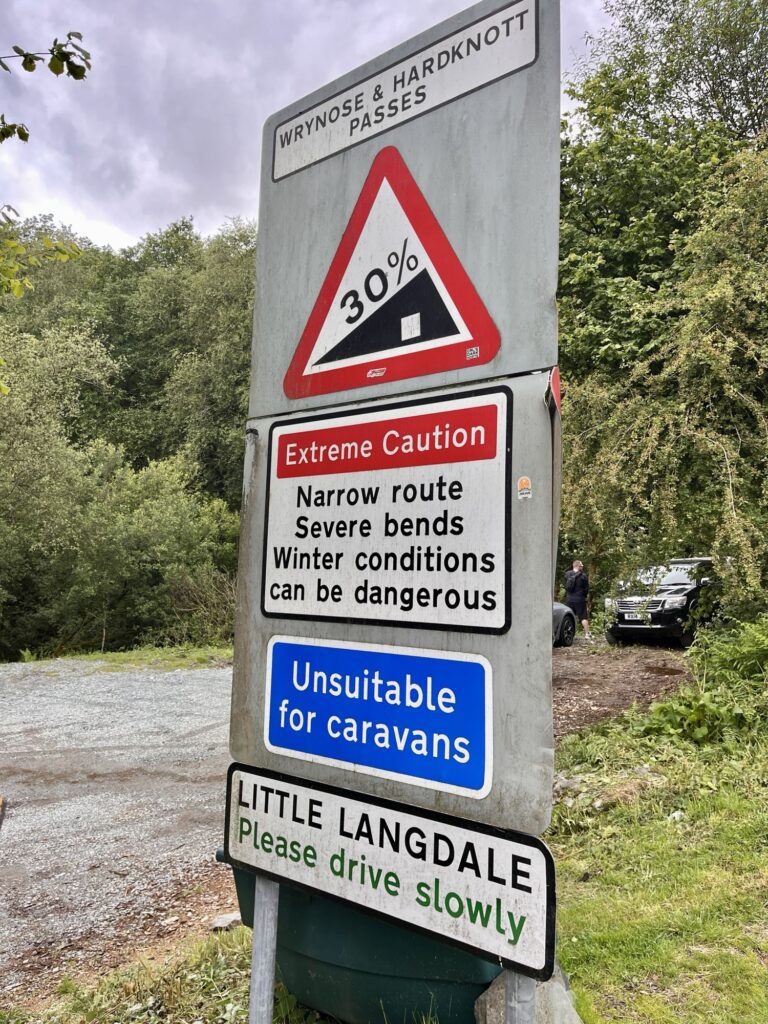 WRYNOSE & HARDKNOTT
PASSES
30%
Extreme Caution
Narrow route
Severe bends
Winter conditions
can be dangerous
Unsuitable
for caravans
LITTLE LANGDALE
Please drive slowly